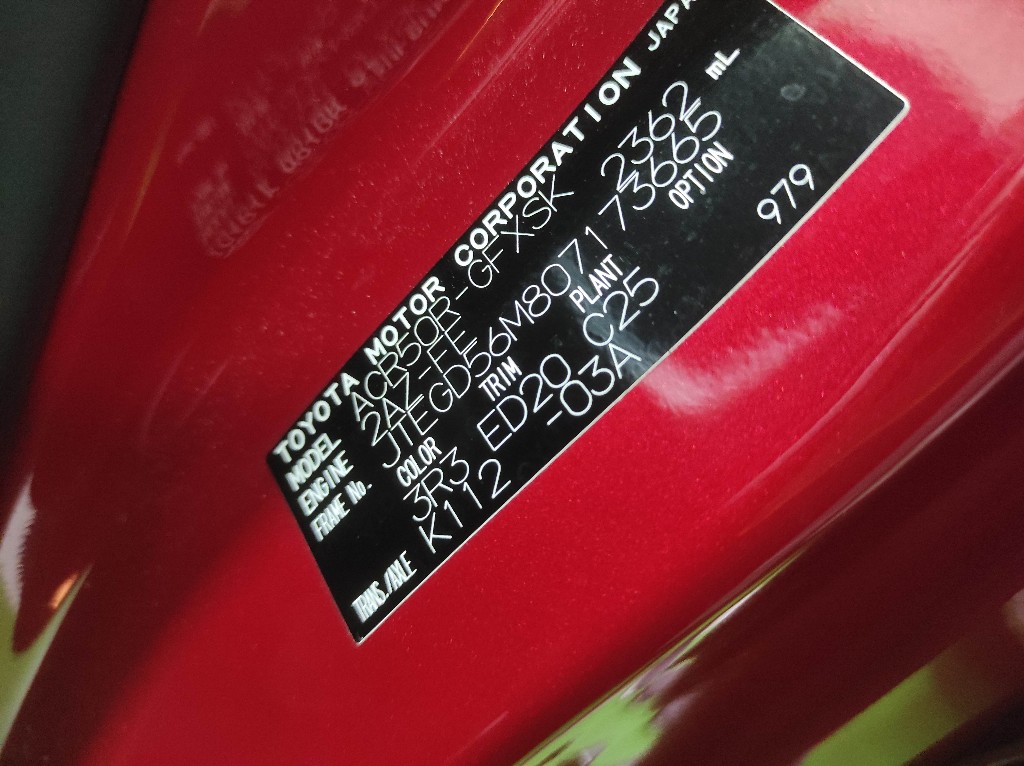 TOYOTA MOTOR CORPORATION JAPA
MODEL ACR50R-GFXSK
ENGINE 2AZ-FE 2362 mL
FRAME No. JTEGD56M807173665
COLOR TRIM PLANT OPTION
3R3 ED20 C25 979
TRANS./AXLE K112 -03A